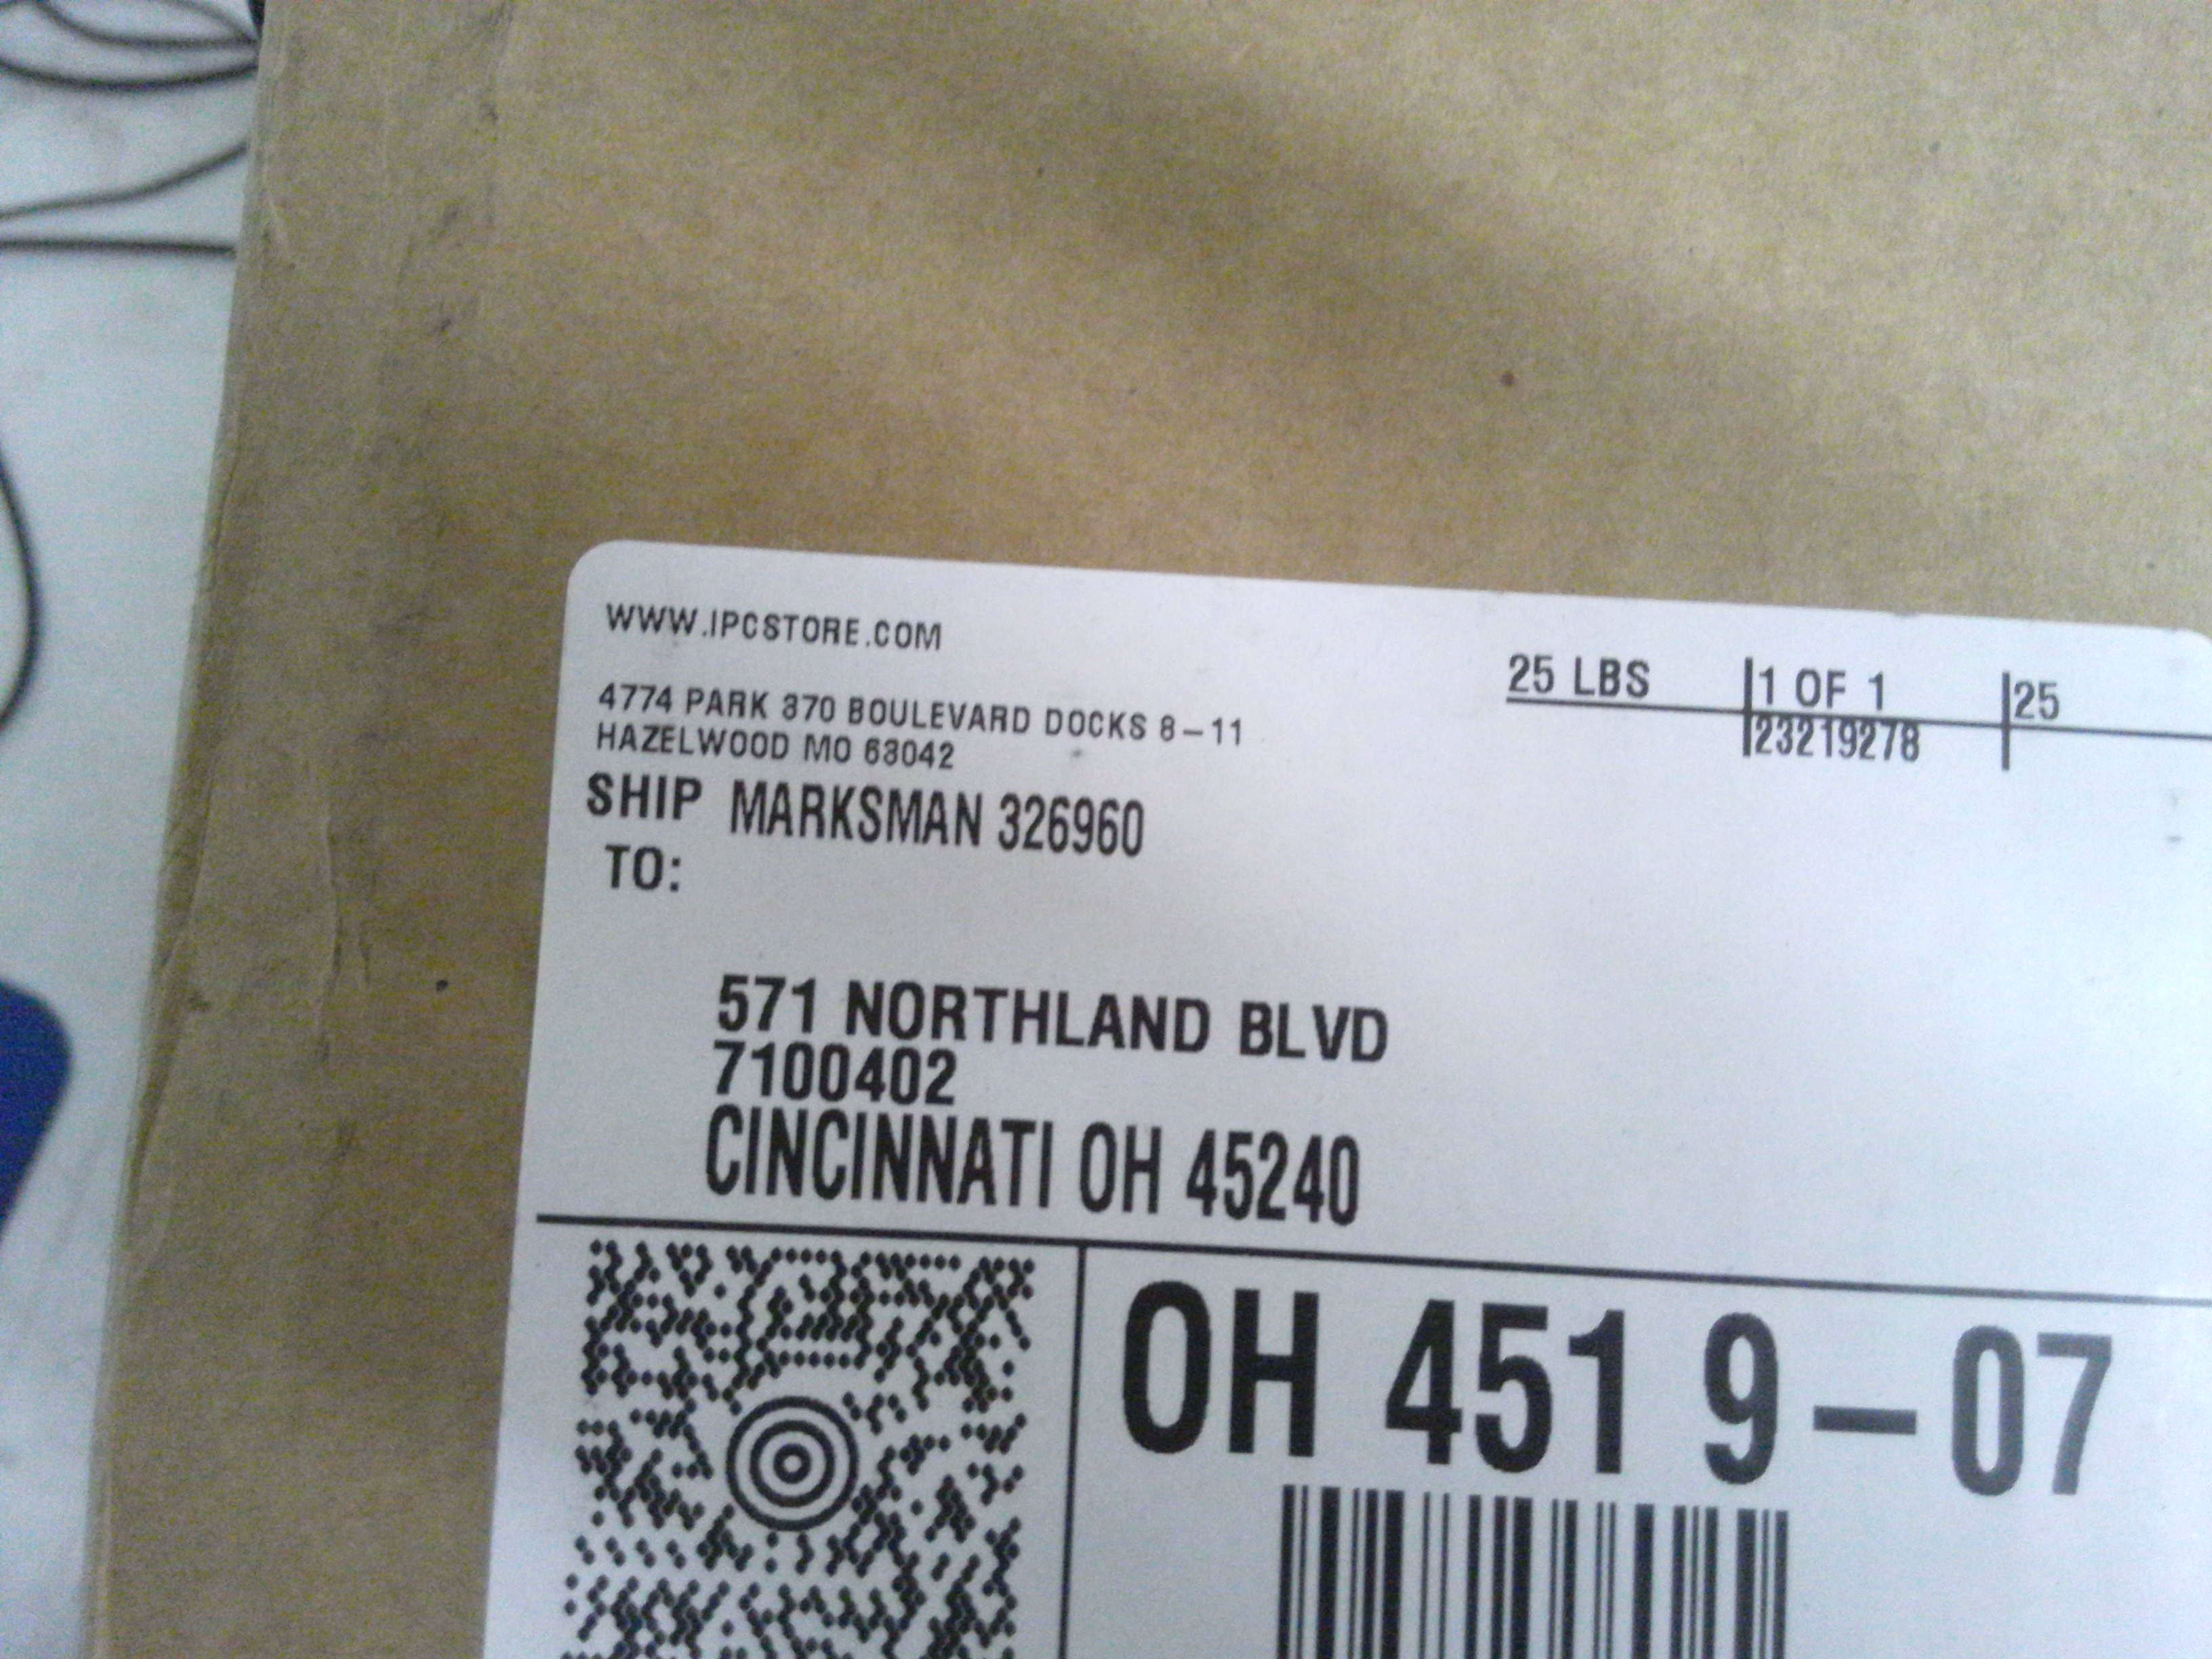 WWW.IPCSTORE.COM
4774 PARK 370 BOULEVARD DOCKS 8-11
HAZELWOOD MO 63042
25 LBS 1 OF 1 25
23219278
SHIP TO: MARKSMAN 326960
571 NORTHLAND BLVD
7100402
CINCINNATI OH 45240
OH 451 9-07